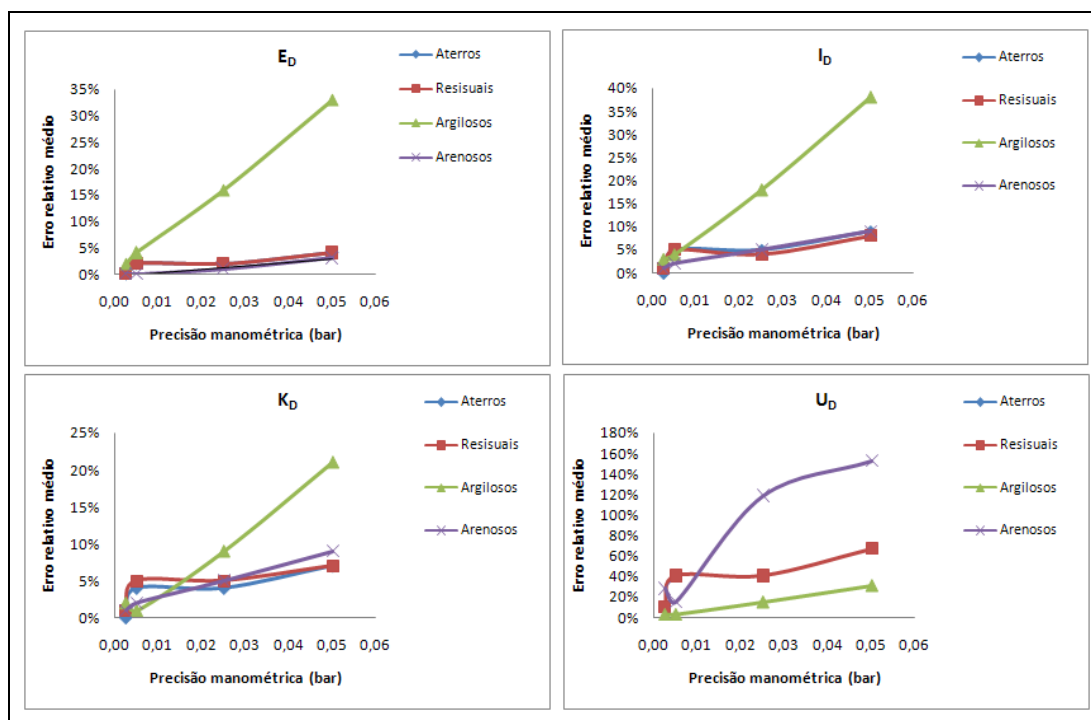 E_D
Erro relativo médio
35%
30%
25%
20%
15%
10%
5%
0%
0,00 0,01 0,02 0,03 0,04 0,05 0,06
Precisão manométrica (bar)
Aterros
Resisuais
Argilosos
Arenosos
I_D
Erro relativo médio
40%
35%
30%
25%
20%
15%
10%
5%
0%
0,00 0,01 0,02 0,03 0,04 0,05 0,06
Precisão manométrica (bar)
Aterros
Resisuais
Argilosos
Arenosos
K_D
Erro relativo médio
25%
20%
15%
10%
5%
0%
0,00 0,01 0,02 0,03 0,04 0,05 0,06
Precisão manométrica (bar)
Aterros
Resisuais
Argilosos
Arenosos
U_D
Erro relativo médio
180%
160%
140%
120%
100%
80%
60%
40%
20%
0%
0,00 0,01 0,02 0,03 0,04 0,05 0,06
Precisão manométrica (bar)
Aterros
Resisuais
Argilosos
Arenosos